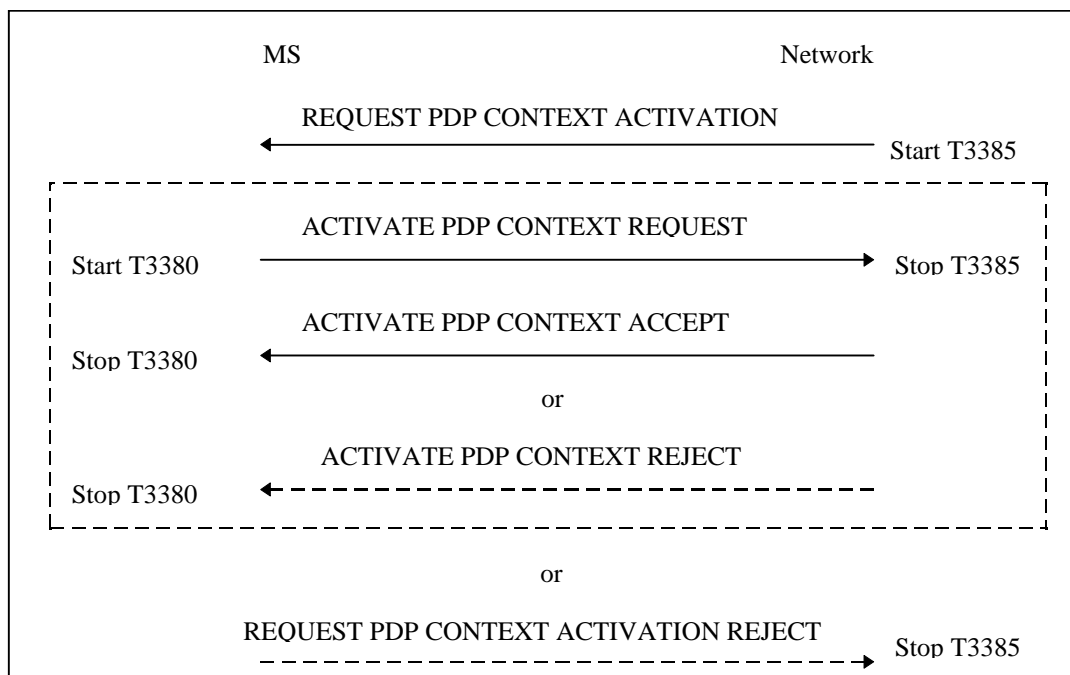 MS Network
REQUEST PDP CONTEXT ACTIVATION
Start T3385
ACTIVATE PDP CONTEXT REQUEST
Start T3380 Stop T3385
ACTIVATE PDP CONTEXT ACCEPT
Stop T3380
or
ACTIVATE PDP CONTEXT REJECT
Stop T3380
or
REQUEST PDP CONTEXT ACTIVATION REJECT
Stop T3385